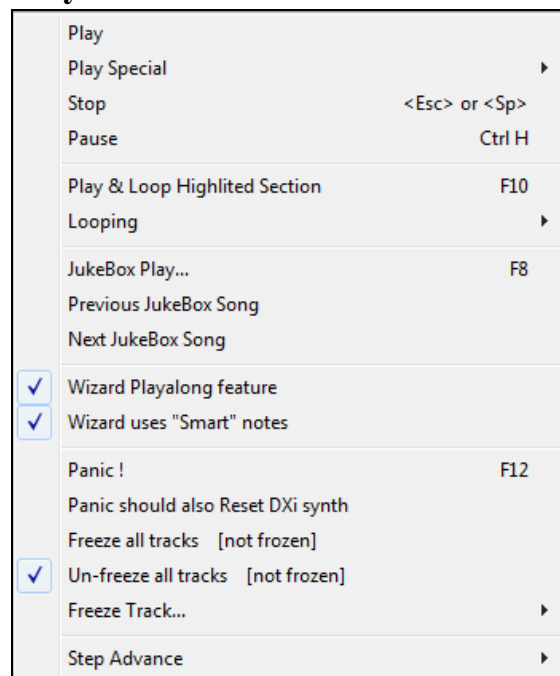 Play
Play Special
Stop <Esc> or <Sp>
Pause Ctrl H
Play & Loop Highlited Section F10
Looping
JukeBox Play... F8
Previous JukeBox Song
Next JukeBox Song
Wizard Playalong feature
Wizard uses "Smart" notes
Panic ! F12
Panic should also Reset DXi synth
Freeze all tracks [not frozen]
Un-freeze all tracks [not frozen]
Freeze Track...
Step Advance